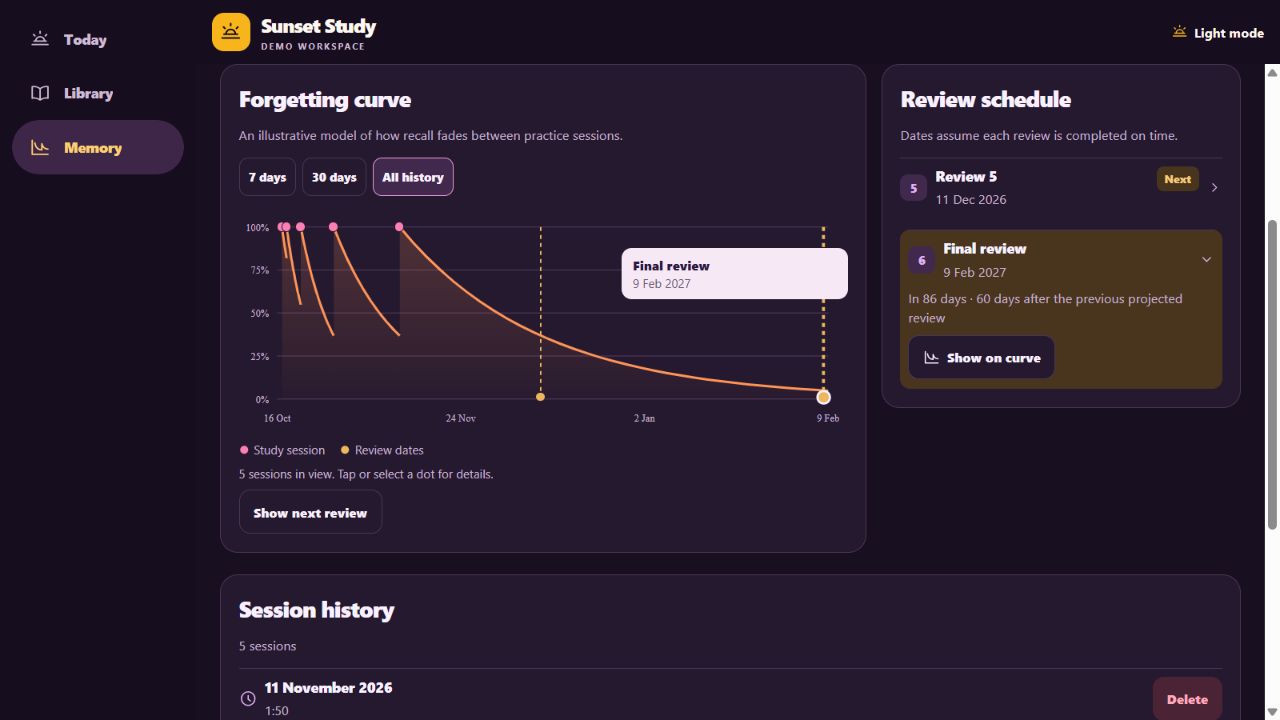 Today
Library
Memory
Sunset Study
DEMO WORKSPACE
Light mode
Forgetting curve
An illustrative model of how recall fades between practice sessions.
7 days
30 days
All history
100%
75%
50%
25%
0%
16 Oct
24 Nov
2 Jan
9 Feb
Final review
9 Feb 2027
Study session
Review dates
5 sessions in view. Tap or select a dot for details.
Show next review
Review schedule
Dates assume each review is completed on time.
5
Review 5
11 Dec 2026
Next
6
Final review
9 Feb 2027
In 86 days · 60 days after the previous projected
review
Show on curve
Session history
5 sessions
11 November 2026
1:50
Delete